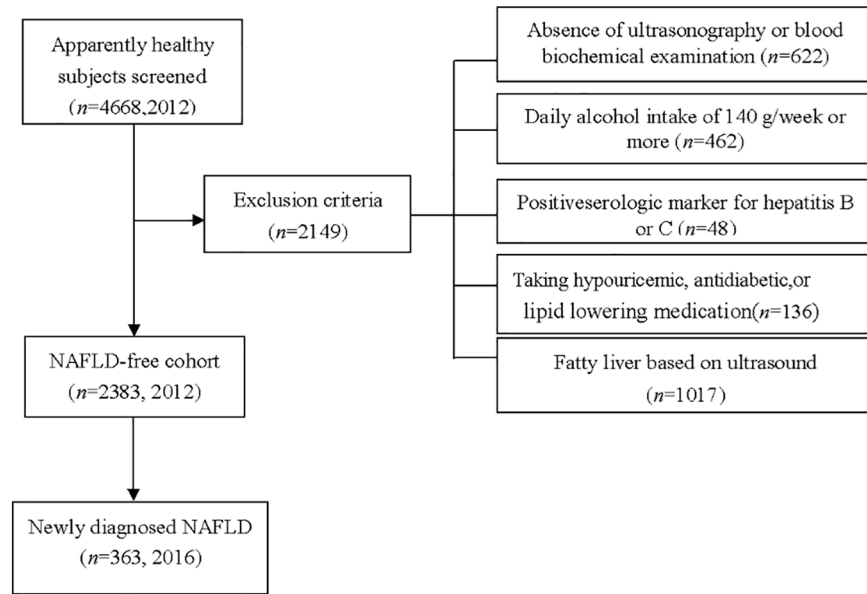 Apparently healthy
subjects screened
(n=4668,2012)
Exclusion criteria
(n=2149)
Absence of ultrasonography or blood
biochemical examination (n=622)
Daily alcohol intake of 140 g/week or
more (n=462)
Positiveserologic marker for hepatitis B
or C (n=48)
Taking hypouricemic, antidiabetic,or
lipid lowering medication(n=136)
Fatty liver based on ultrasound
(n=1017)
NAFLD-free cohort
(n=2383, 2012)
Newly diagnosed NAFLD
(n=363, 2016)